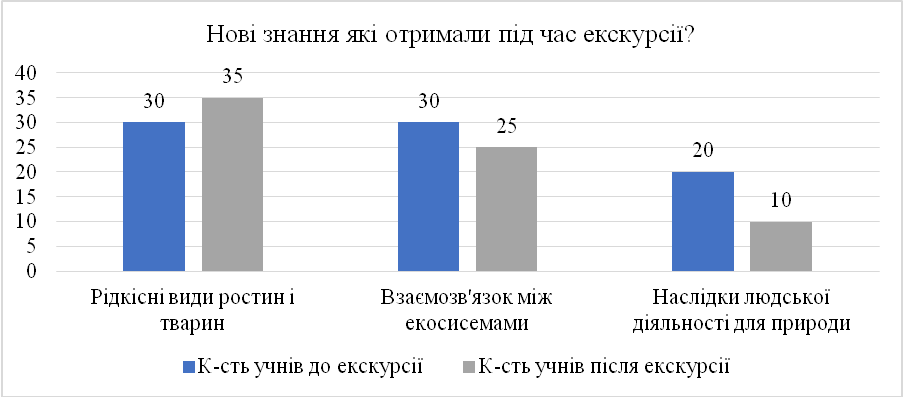 Нові знання які отримали під час екскурсії?
40
35
30
25
20
15
10
5
0
30
35
30
25
20
10
Рідкісні види ростин і
тварин
Взаємозв'язок між
екосисемами
Наслідки людської
діяльності для природи
К-сть учнів до екскурсії
К-сть учнів після екскурсії